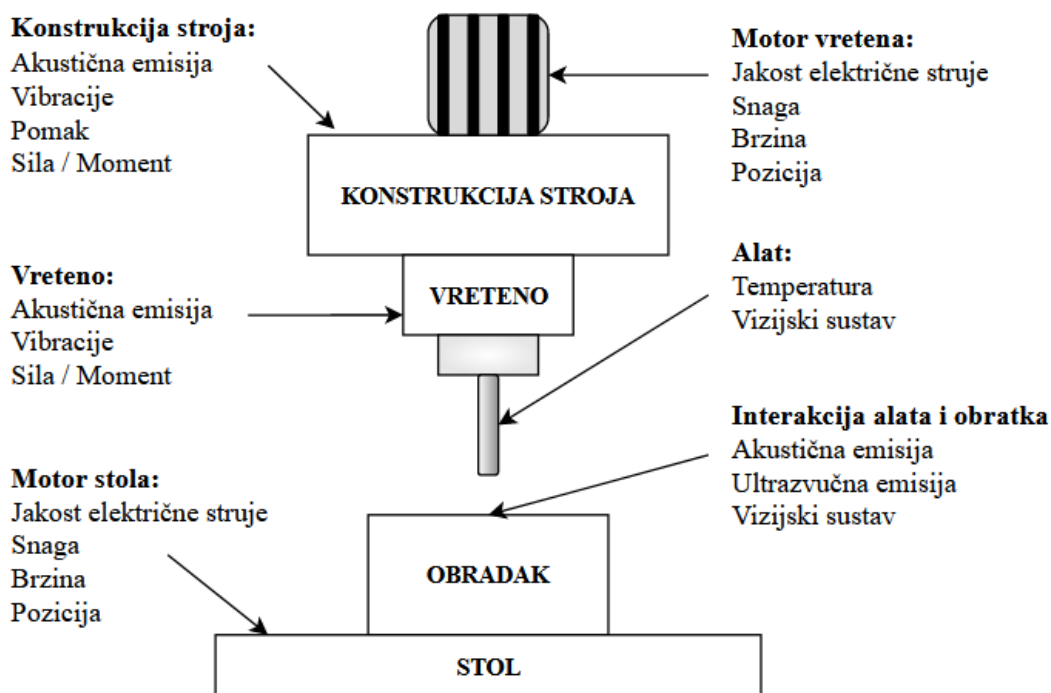 Konstrukcija stroja:
Akustična emisija
Vibracije
Pomak
Sila / Moment
Motor vretena:
Jakost električne struje
Snaga
Brzina
Pozicija
KONSTRUKCIJA STROJA
Vreteno:
Akustična emisija
Vibracije
Sila / Moment
VRETENO
Alat:
Temperatura
Vizijski sustav
Interakcija alata i obratka
Akustična emisija
Ultrazvučna emisija
Vizijski sustav
Motor stola:
Jakost električne struje
Snaga
Brzina
Pozicija
OBRADAK
STOL